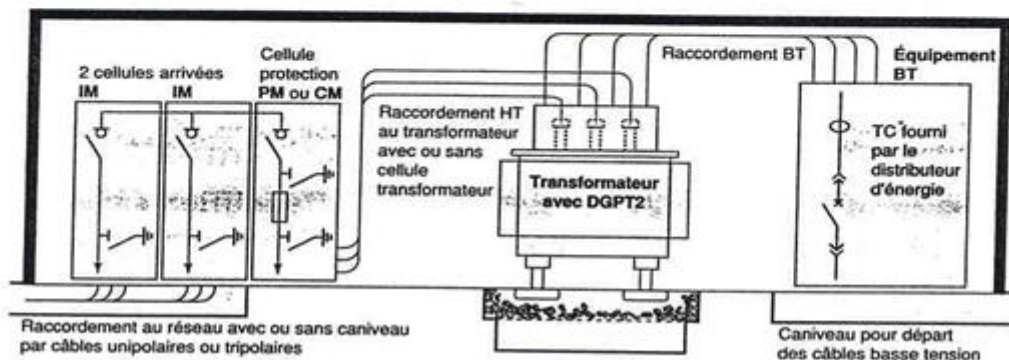 2 cellules arrivées
IM
IM
Cellule
protection
PM ou CM
Raccordement HT
au transformateur
avec ou sans
cellule
transformateur
Raccordement BT
Transformateur
avec DGPT2
Équipement
BT
TC fourni
par le
distributeur
d'énergie
Raccordement au réseau avec ou sans caniveau
par câbles unipolaires ou tripolaires
Caniveau pour départ
des câbles basse tension